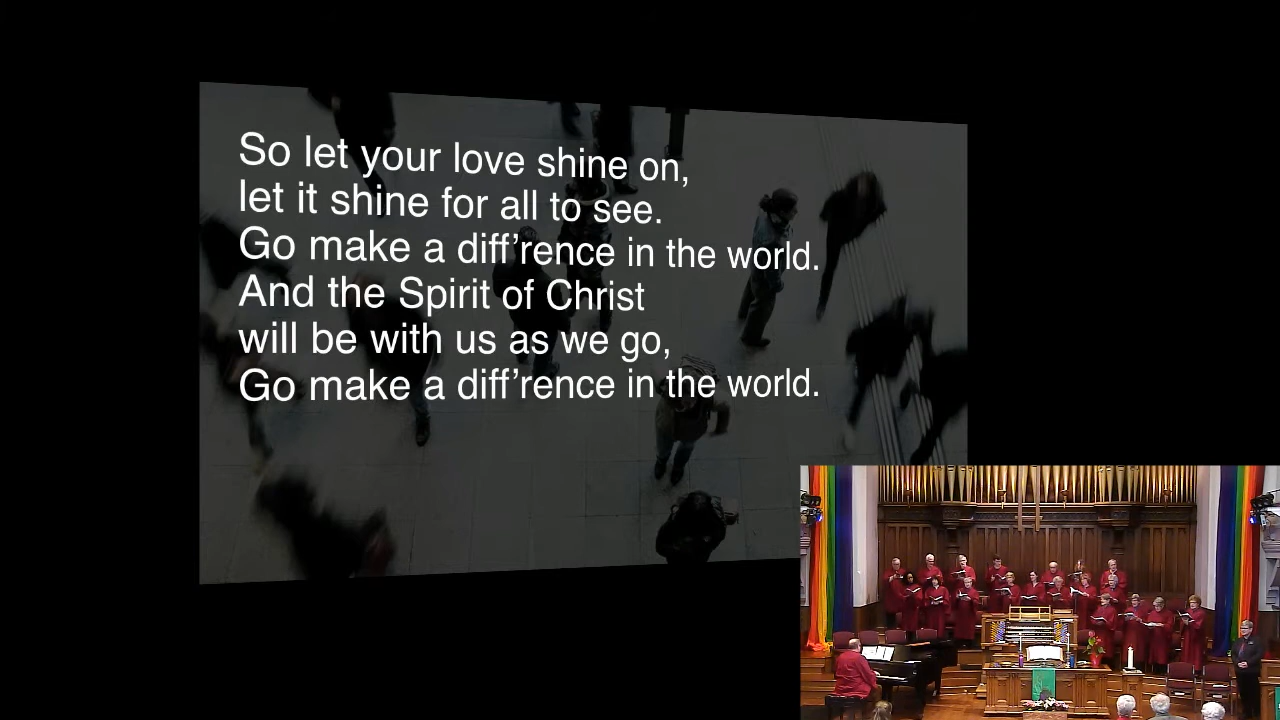 So let your love shine on,
let it shine for all to see.
Go make a diff’rence in the world.
And the Spirit of Christ
will be with us as we go,
Go make a diff’rence in the world.